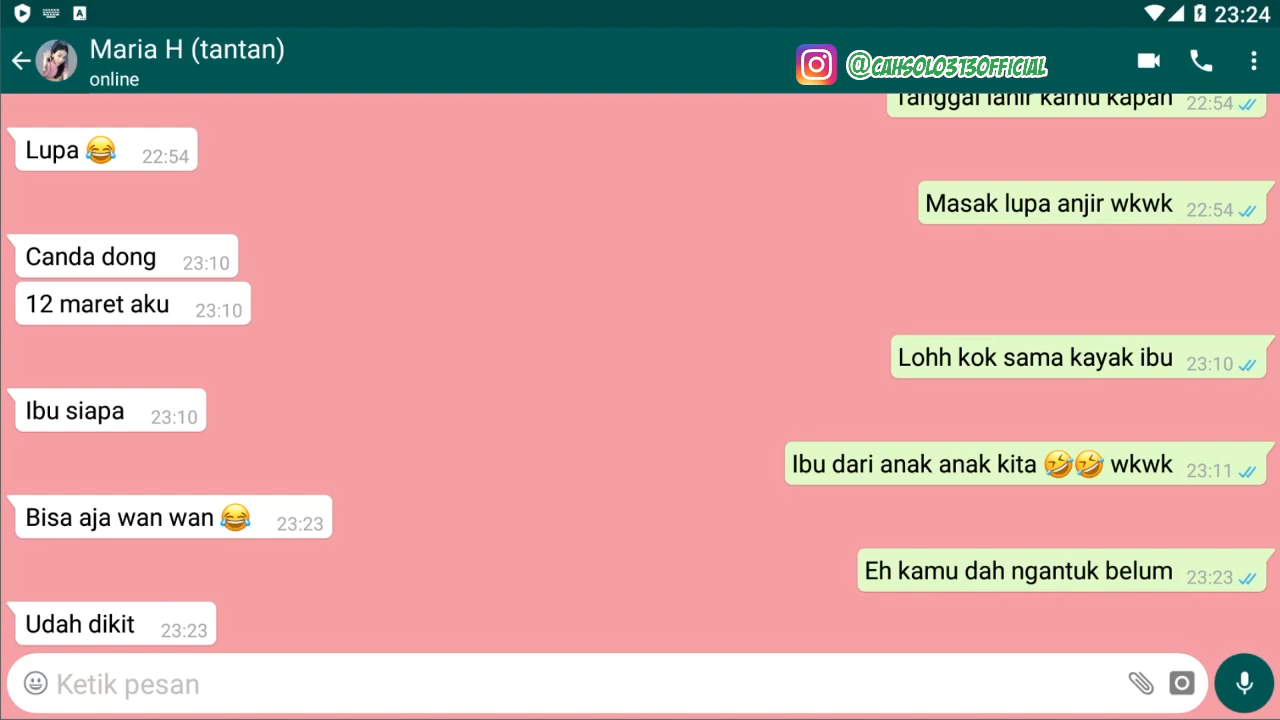 23:24
Maria H (tantan)
online
@CAHSOLO313OFFICIAL
Tanggal lahir kamu kapan 22:54
Lupa 😂 22:54
Masak lupa anjir wkwk 22:54
Canda dong 23:10
12 maret aku 23:10
Lohh kok sama kayak ibu 23:10
Ibu siapa 23:10
Ibu dari anak anak kita 🤣🤣 wkwk 23:11
Bisa aja wan wan 😂 23:23
Eh kamu dah ngantuk belum 23:23
Udah dikit 23:23
Ketik pesan